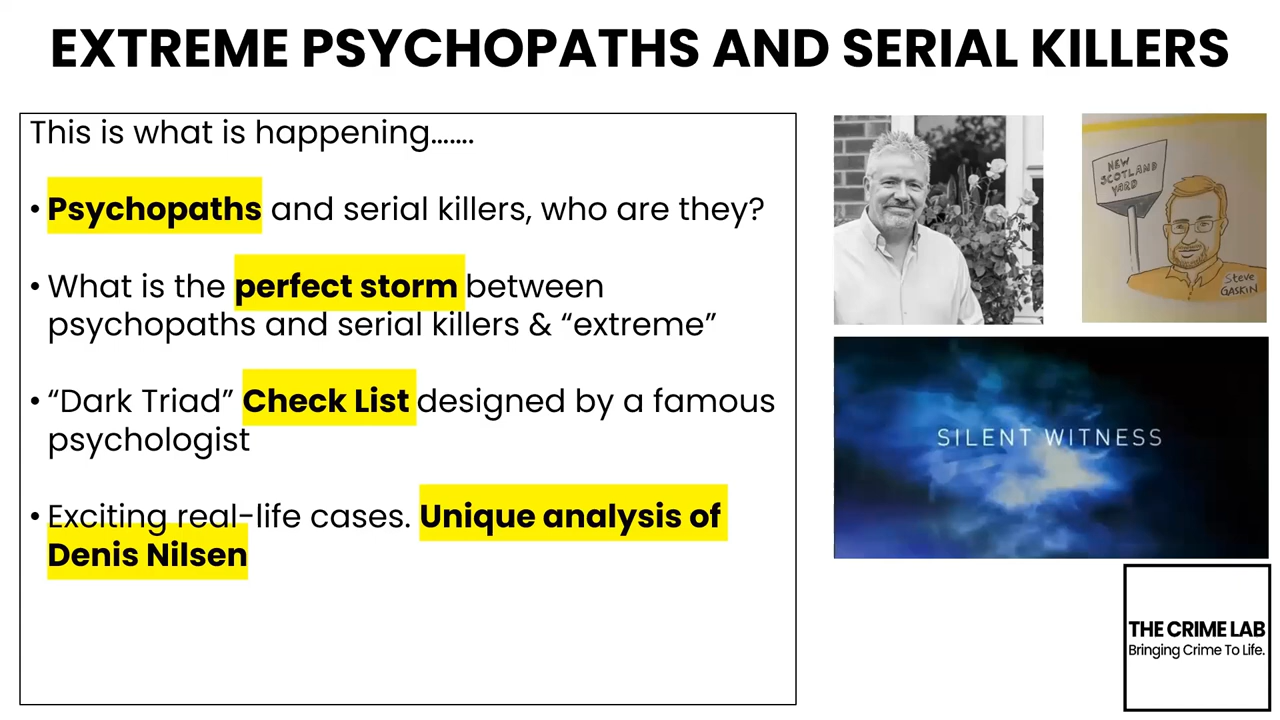 EXTREME PSYCHOPATHS AND SERIAL KILLERS
This is what is happening.......
• Psychopaths and serial killers, who are they?
• What is the perfect storm between
psychopaths and serial killers & “extreme”
• “Dark Triad” Check List designed by a famous
psychologist
• Exciting real-life cases. Unique analysis of
Denis Nilsen
NEW
SCOTLAND
YARD
Steve
GASKIN
SILENT WITNESS
THE CRIME LAB
Bringing Crime To Life.